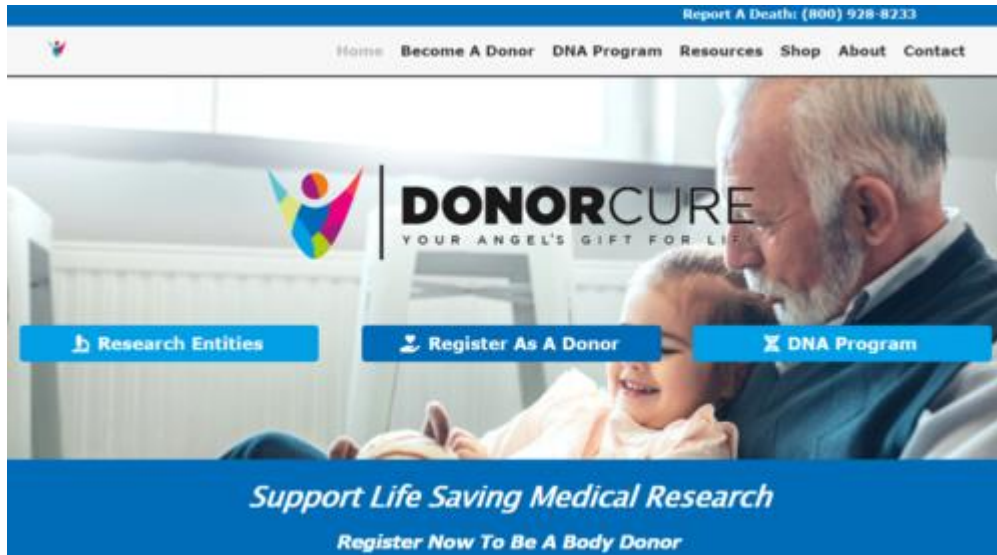 Report A Death: (800) 928-8233
Home Become A Donor DNA Program Resources Shop About Contact
DONORCURE
YOUR ANGEL'S GIFT FOR LIFE
Research Entities Register As A Donor DNA Program
Support Life Saving Medical Research
Register Now To Be A Body Donor